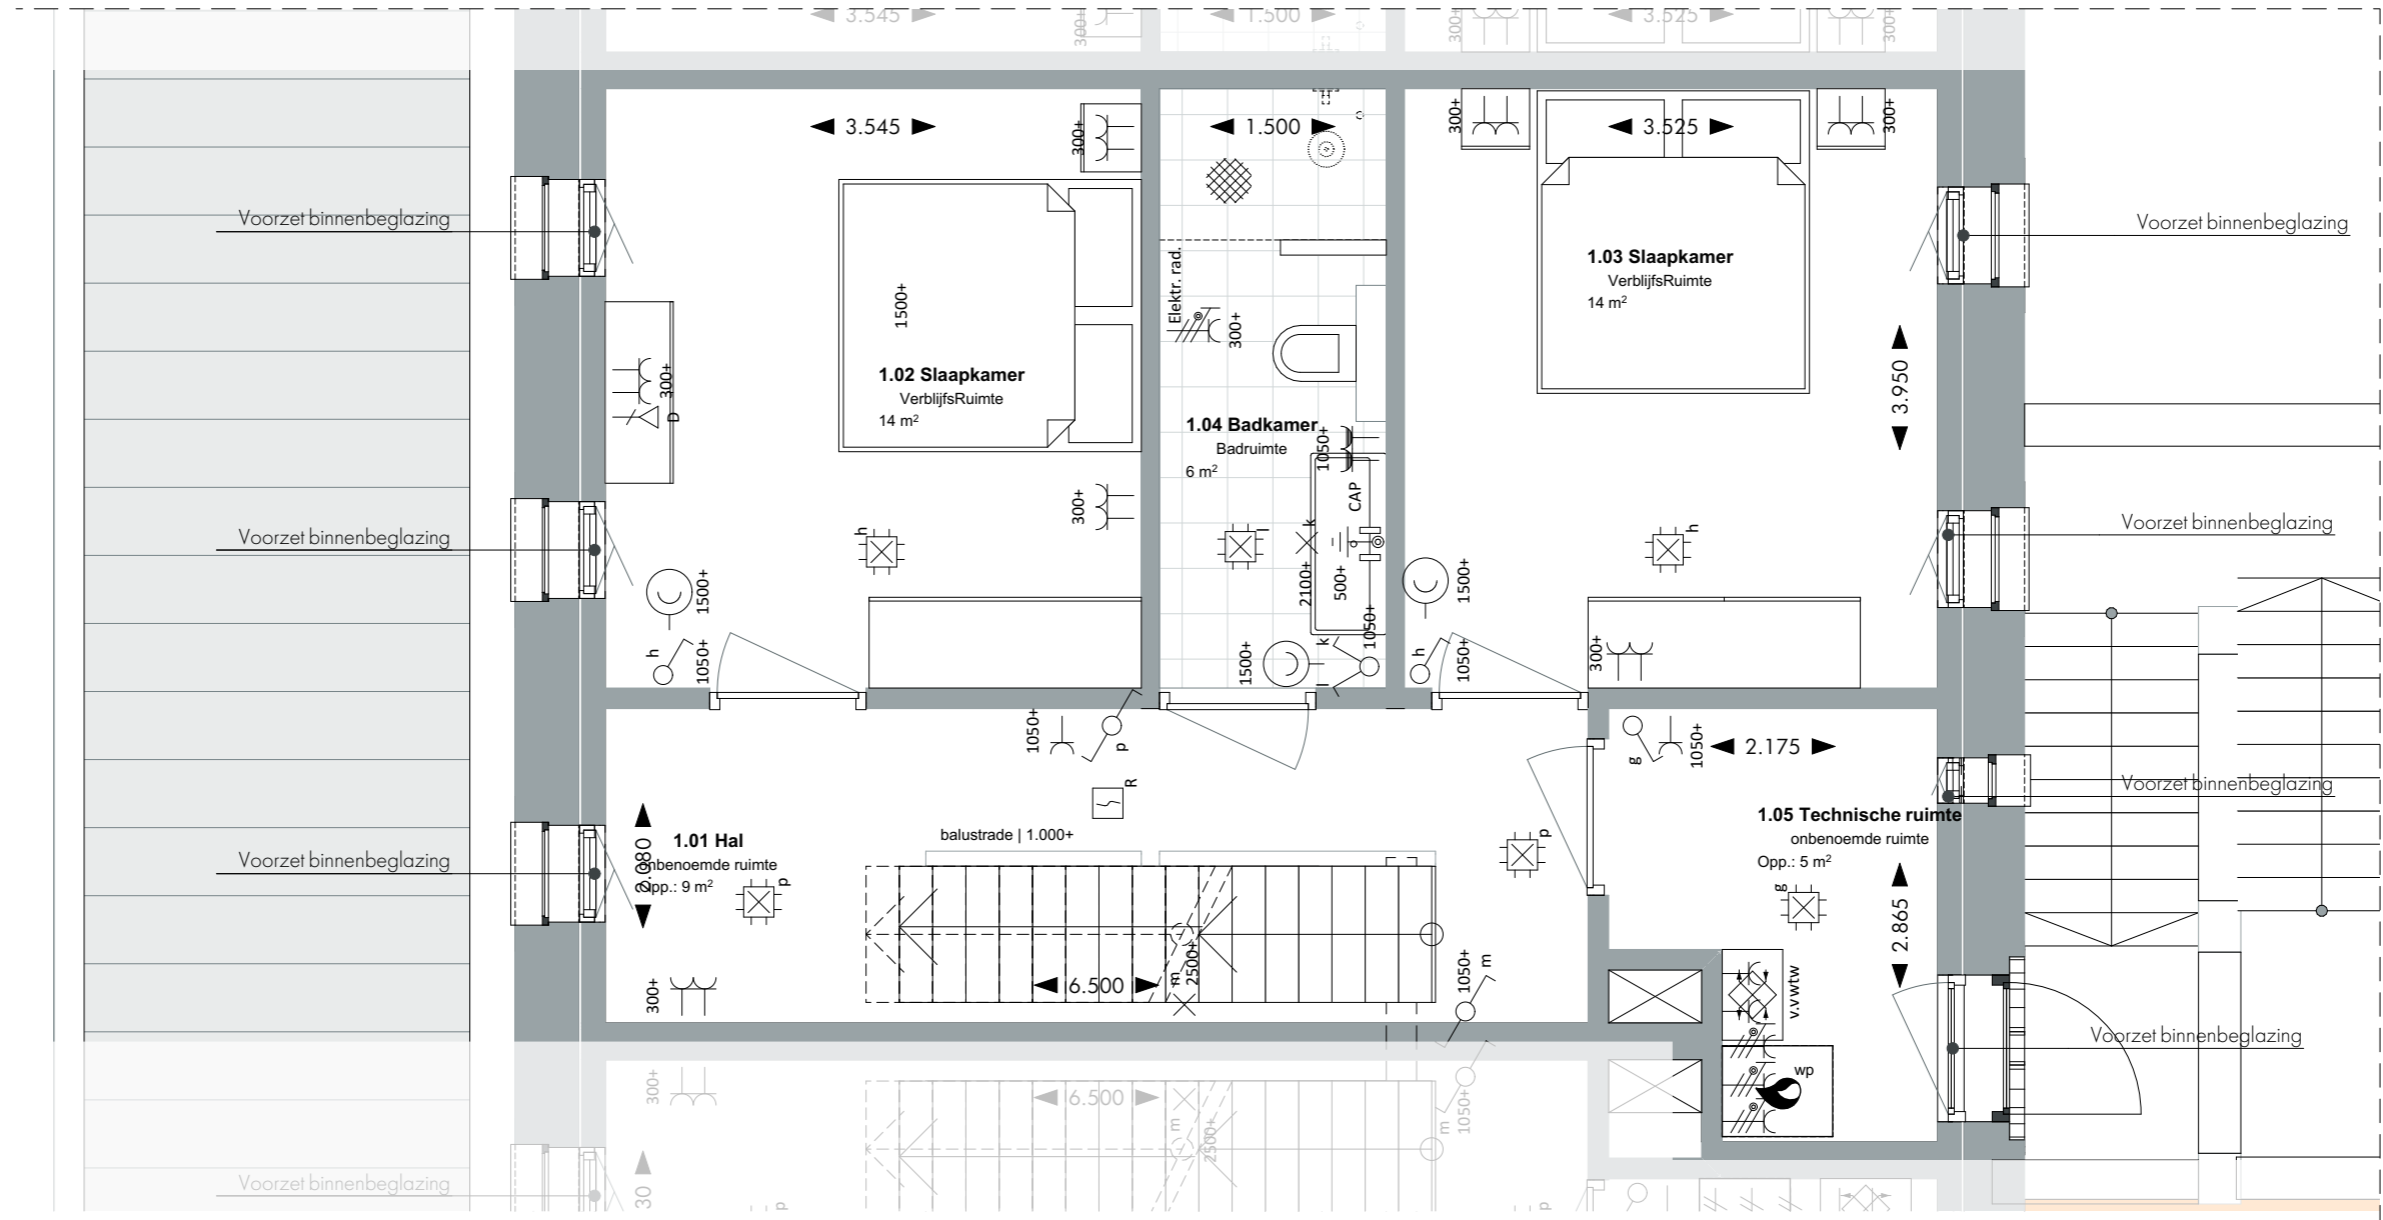 3.545
300+
1.500
300+
3.525
300+
3.545
300+
1.500
300+
3.525
300+
Voorzet binnenbeglazing
Voorzet binnenbeglazing
1500+
Elektr. rad.
300+
1.03 Slaapkamer
VerblijfsRuimte
14 m²
3.950
300+
D
1.02 Slaapkamer
VerblijfsRuimte
14 m²
1.04 Badkamer
Badruimte
6 m²
1050+
CAP
300+
Voorzet binnenbeglazing
Voorzet binnenbeglazing
h
l
k
h
2100+
500+
1500+
1500+
h
1050+
1500+
k
l
1050+
h
1050+
300+
1050+
p
g
1050+
2.175
R
Voorzet binnenbeglazing
1.05 Technische ruimte
onbenoemde ruimte
Opp.: 5 m²
g
2.865
Voorzet binnenbeglazing
2.080
1.01 Hal
onbenoemde ruimte
Opp.: 9 m²
p
balustrade | 1.000+
p
300+
6.500
m
2500+
1050+
m
v.v.wtw
Voorzet binnenbeglazing
wp
300+
6.500
m
2500+
m
1050+
Voorzet binnenbeglazing
30
p
p